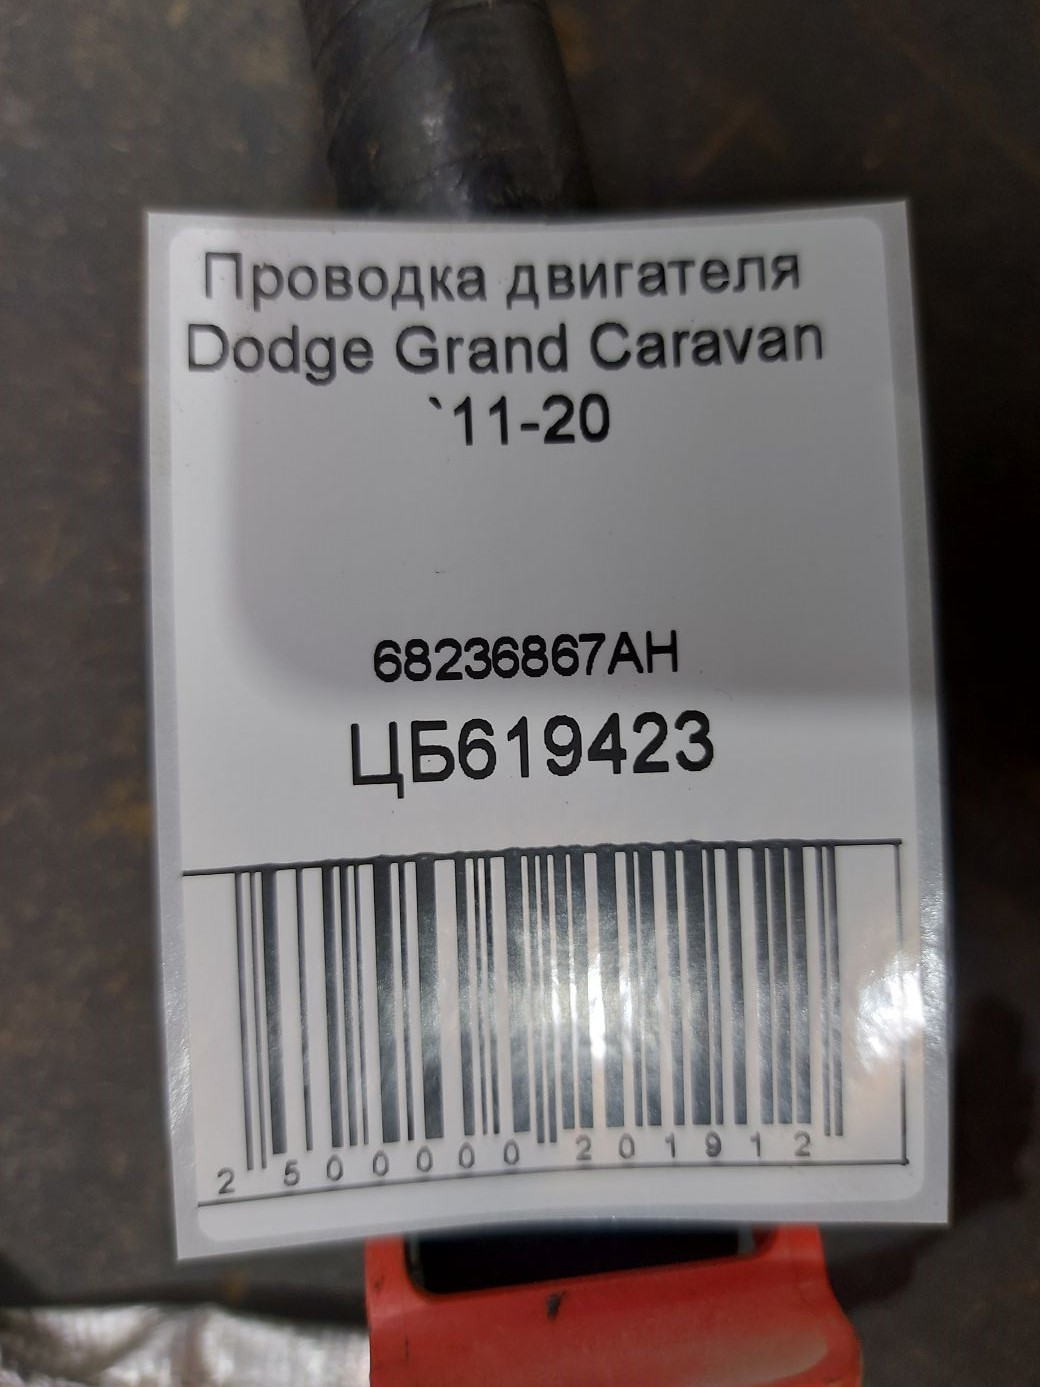 Проводка двигателя
Dodge Grand Caravan
`11-20
68236867AH
ЦБ619423
2 500000 201912